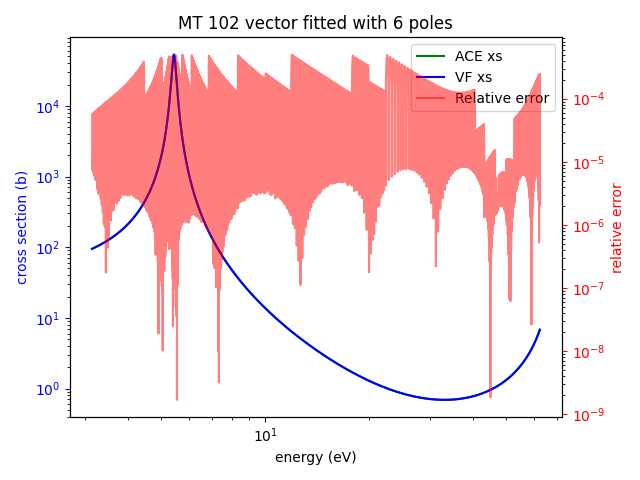 MT 102 vector fitted with 6 poles
ACE xs
VF xs
Relative error
cross section (b)
10^4
10^3
10^2
10^1
10^0
10^-4
10^-5
10^-6
10^-7
10^-8
10^-9
relative error
10^1
energy (eV)